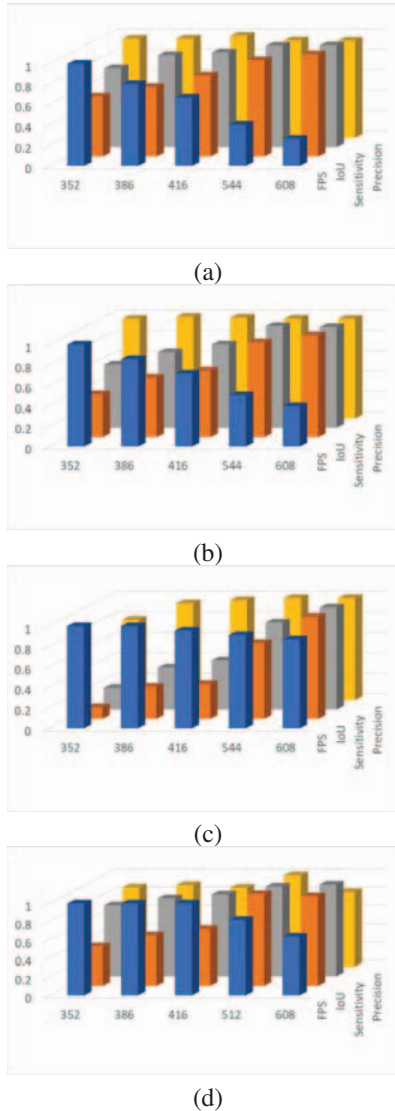 1
0.8
0.6
0.4
0.2
0
352 386 416 544 608
FPS
IoU
Sensitivity
Precision
(a)
1
0.8
0.6
0.4
0.2
0
352 386 416 544 608
FPS
IoU
Sensitivity
Precision
(b)
1
0.8
0.6
0.4
0.2
0
352 386 416 544 608
FPS
IoU
Sensitivity
Precision
(c)
1
0.8
0.6
0.4
0.2
0
352 386 416 512 608
FPS
IoU
Sensitivity
Precision
(d)